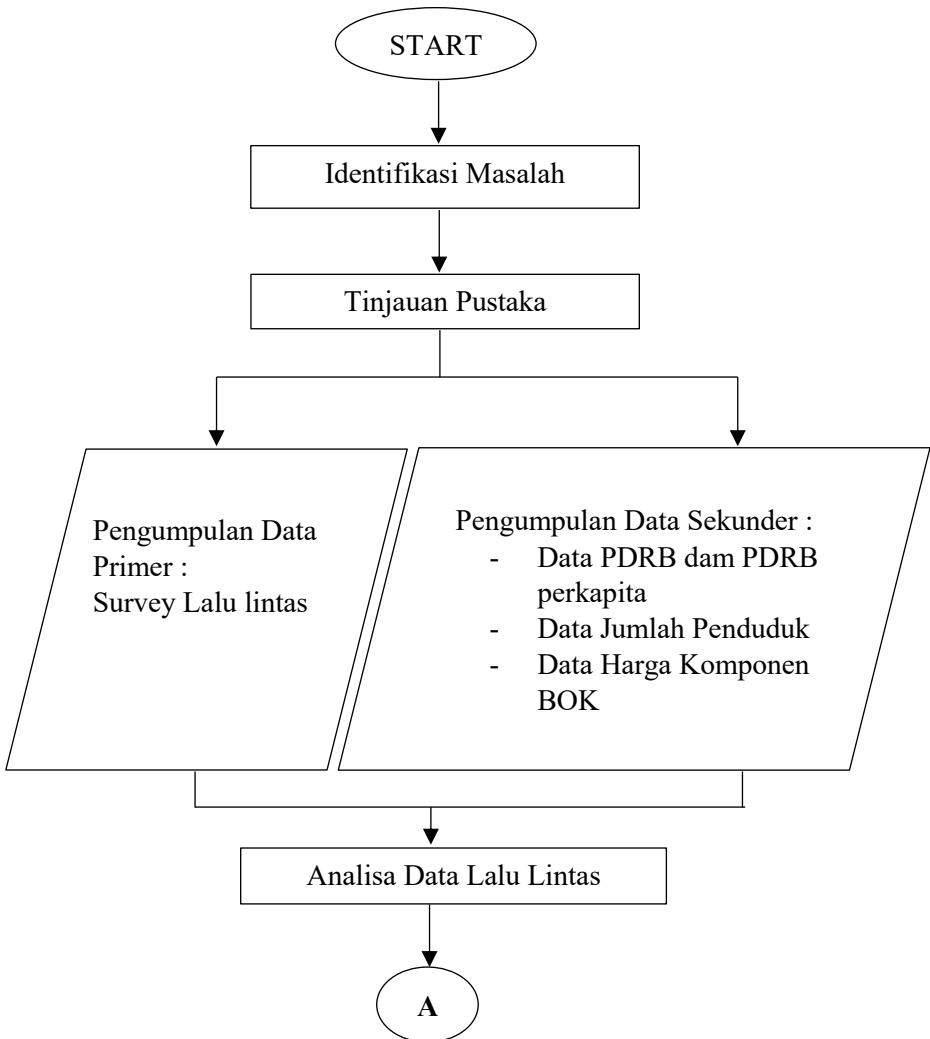 START
Identifikasi Masalah
Tinjauan Pustaka
Pengumpulan Data
Primer :
Survey Lalu lintas
Pengumpulan Data Sekunder :
- Data PDRB dam PDRB
perkapita
- Data Jumlah Penduduk
- Data Harga Komponen
BOK
Analisa Data Lalu Lintas
A